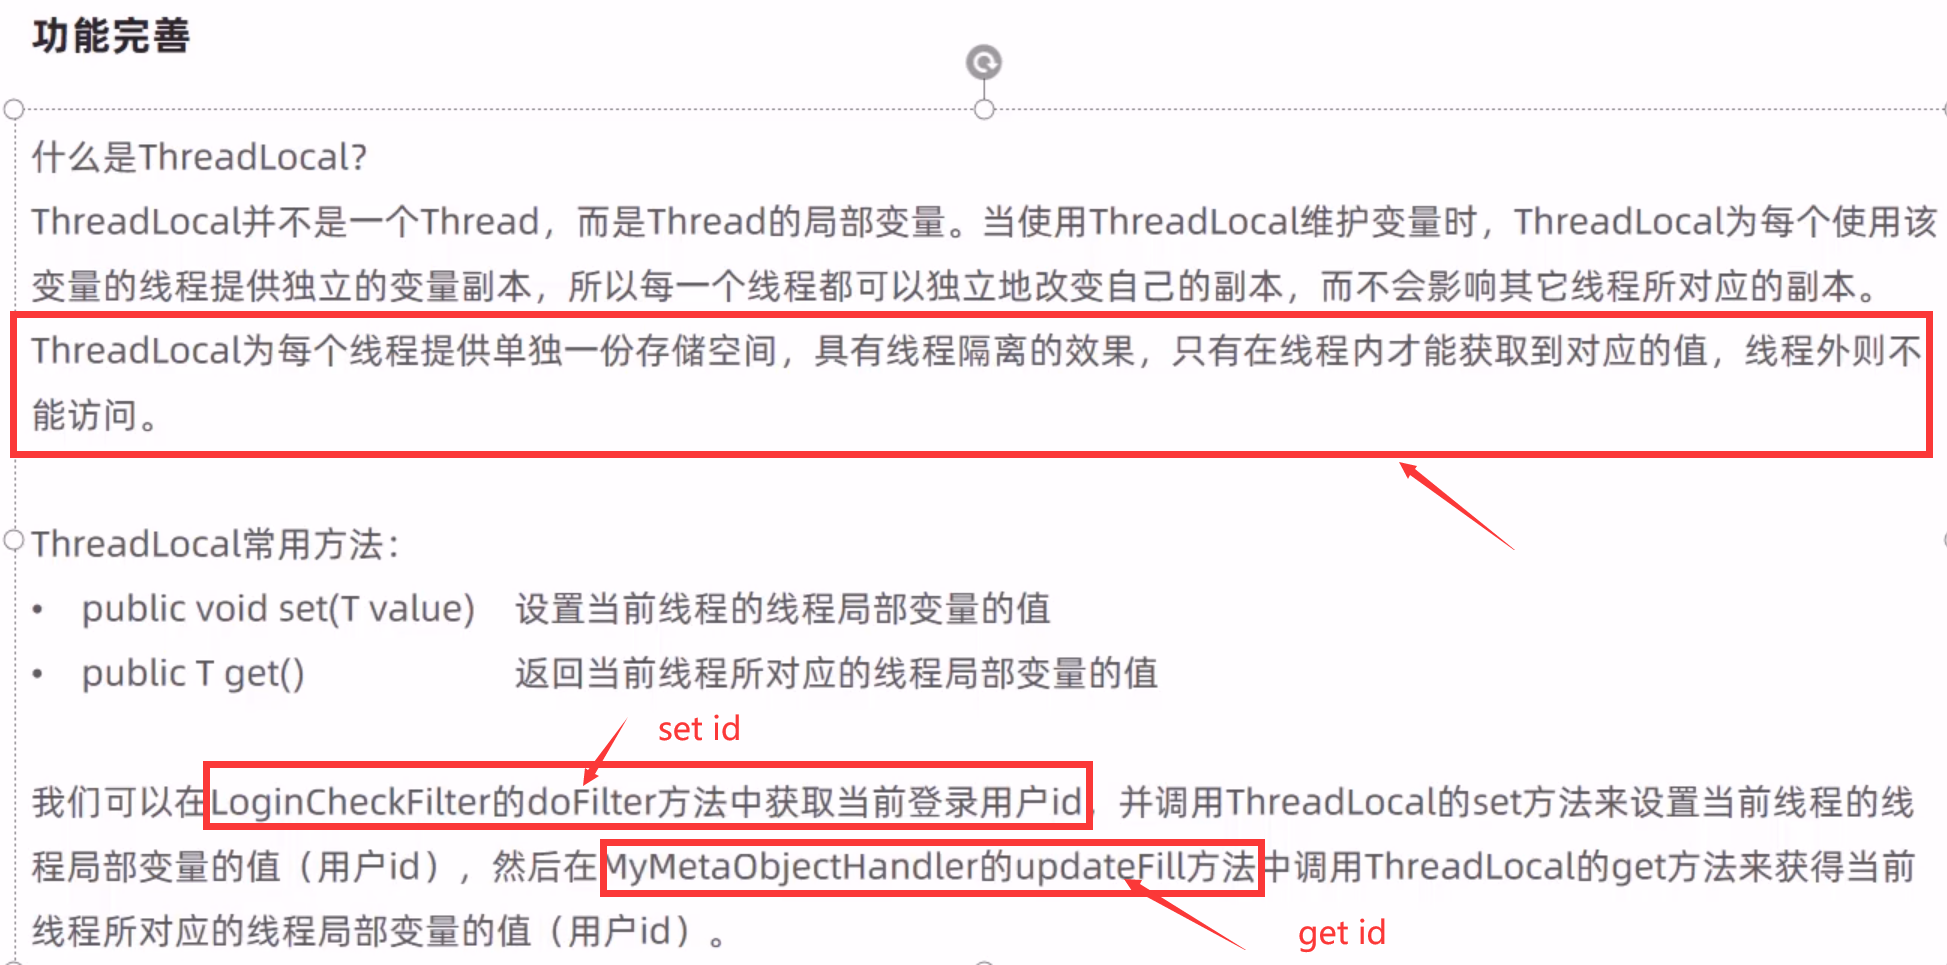 功能完善
什么是ThreadLocal?
ThreadLocal并不是一个Thread，而是Thread的局部变量。当使用ThreadLocal维护变量时，ThreadLocal为每个使用该
变量的线程提供独立的变量副本，所以每一个线程都可以独立地改变自己的副本，而不会影响其它线程所对应的副本。
ThreadLocal为每个线程提供单独一份存储空间，具有线程隔离的效果，只有在线程内才能获取到对应的值，线程外则不
能访问。
ThreadLocal常用方法：
• public void set(T value) 设置当前线程的线程局部变量的值
• public T get() 返回当前线程所对应的线程局部变量的值
set id
我们可以在LoginCheckFilter的doFilter方法中获取当前登录用户id，并调用ThreadLocal的set方法来设置当前线程的线
程局部变量的值（用户id），然后在MyMetaObjectHandler的updateFill方法中调用ThreadLocal的get方法来获得当前
线程所对应的线程局部变量的值（用户id）。
get id